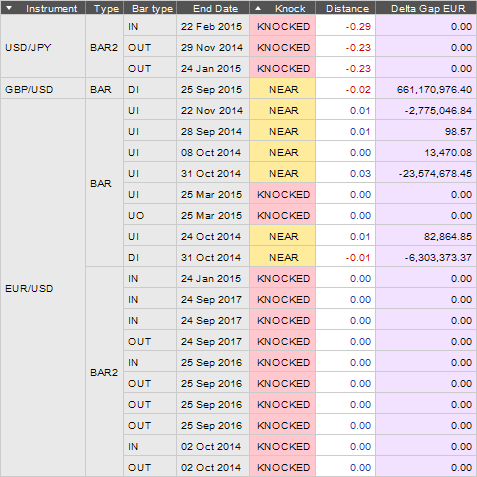 Instrument Type Bar type End Date Knock Distance Delta Gap EUR
USD/JPY BAR2 IN 22 Feb 2015 KNOCKED -0.29 0.00
OUT 29 Nov 2014 KNOCKED -0.23 0.00
OUT 24 Jan 2015 KNOCKED -0.23 0.00
GBP/USD BAR DI 25 Sep 2015 NEAR -0.02 661,170,976.40
EUR/USD BAR UI 22 Nov 2014 NEAR 0.01 -2,775,046.84
UI 28 Sep 2014 NEAR 0.01 98.57
UI 08 Oct 2014 NEAR 0.00 13,470.08
UI 31 Oct 2014 NEAR 0.03 -23,574,678.45
UI 25 Mar 2015 KNOCKED 0.00 0.00
UO 25 Mar 2015 KNOCKED 0.00 0.00
UI 24 Oct 2014 NEAR 0.01 82,864.85
DI 31 Oct 2014 NEAR -0.01 -6,303,373.37
BAR2 IN 24 Jan 2015 KNOCKED 0.00 0.00
IN 24 Sep 2017 KNOCKED 0.00 0.00
IN 24 Sep 2017 KNOCKED 0.00 0.00
OUT 24 Sep 2017 KNOCKED 0.00 0.00
IN 25 Sep 2016 KNOCKED 0.00 0.00
OUT 25 Sep 2016 KNOCKED 0.00 0.00
OUT 25 Sep 2016 KNOCKED 0.00 0.00
OUT 25 Sep 2016 KNOCKED 0.00 0.00
IN 02 Oct 2014 KNOCKED 0.00 0.00
OUT 02 Oct 2014 KNOCKED 0.00 0.00